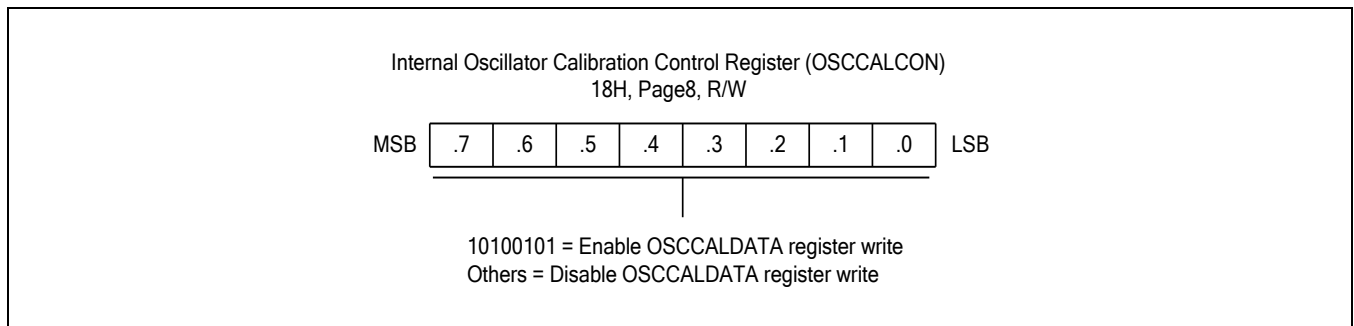 Internal Oscillator Calibration Control Register (OSCCALCON)
18H, Page8, R/W
MSB .7 .6 .5 .4 .3 .2 .1 .0 LSB
10100101 = Enable OSCCALDATA register write
Others = Disable OSCCALDATA register write